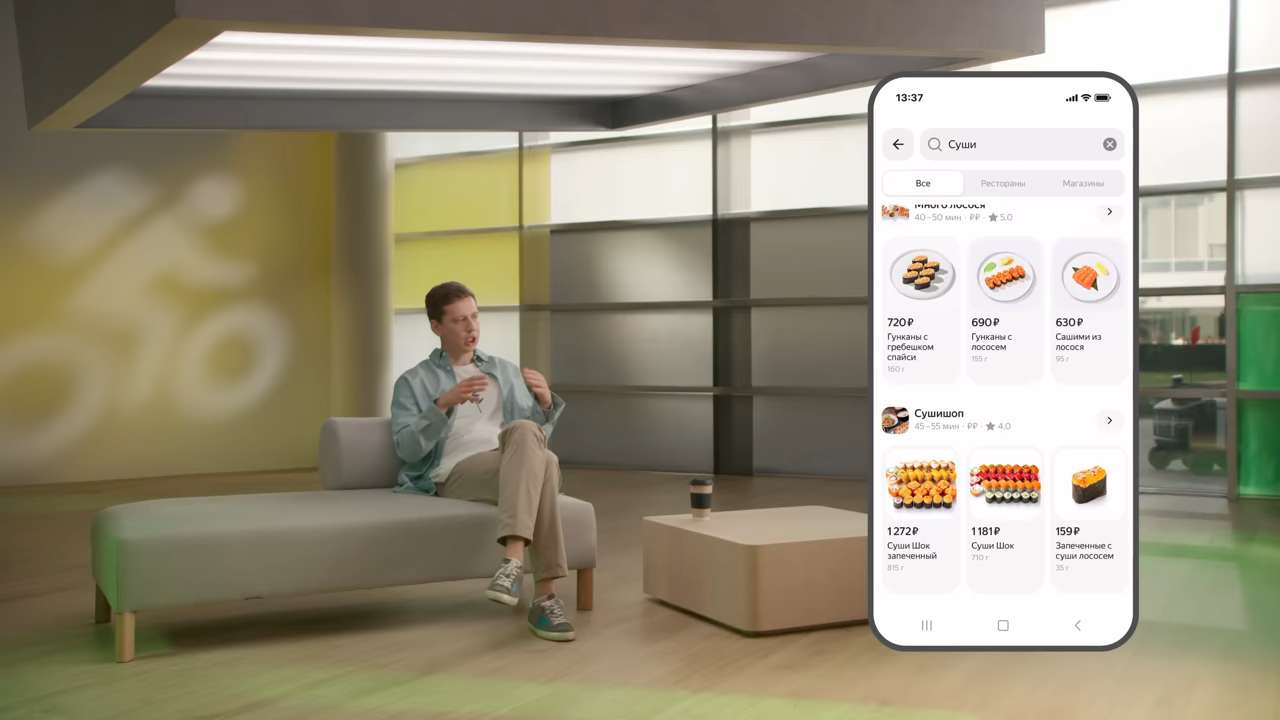 13:37
Суши
Все
Рестораны
Магазины
Много лосося
40–50 мин · ₽₽ · ★ 5.0
720 ₽
Гунканы с
гребешком
спайси
160 г
690 ₽
Гунканы с
лососем
155 г
630 ₽
Сашими из
лосося
95 г
Сушишоп
45–55 мин · ₽₽ · ★ 4.0
1 272 ₽
Суши Шок
запеченный
815 г
1 181 ₽
Суши Шок
710 г
159 ₽
Запеченные с
суши лососем
35 г